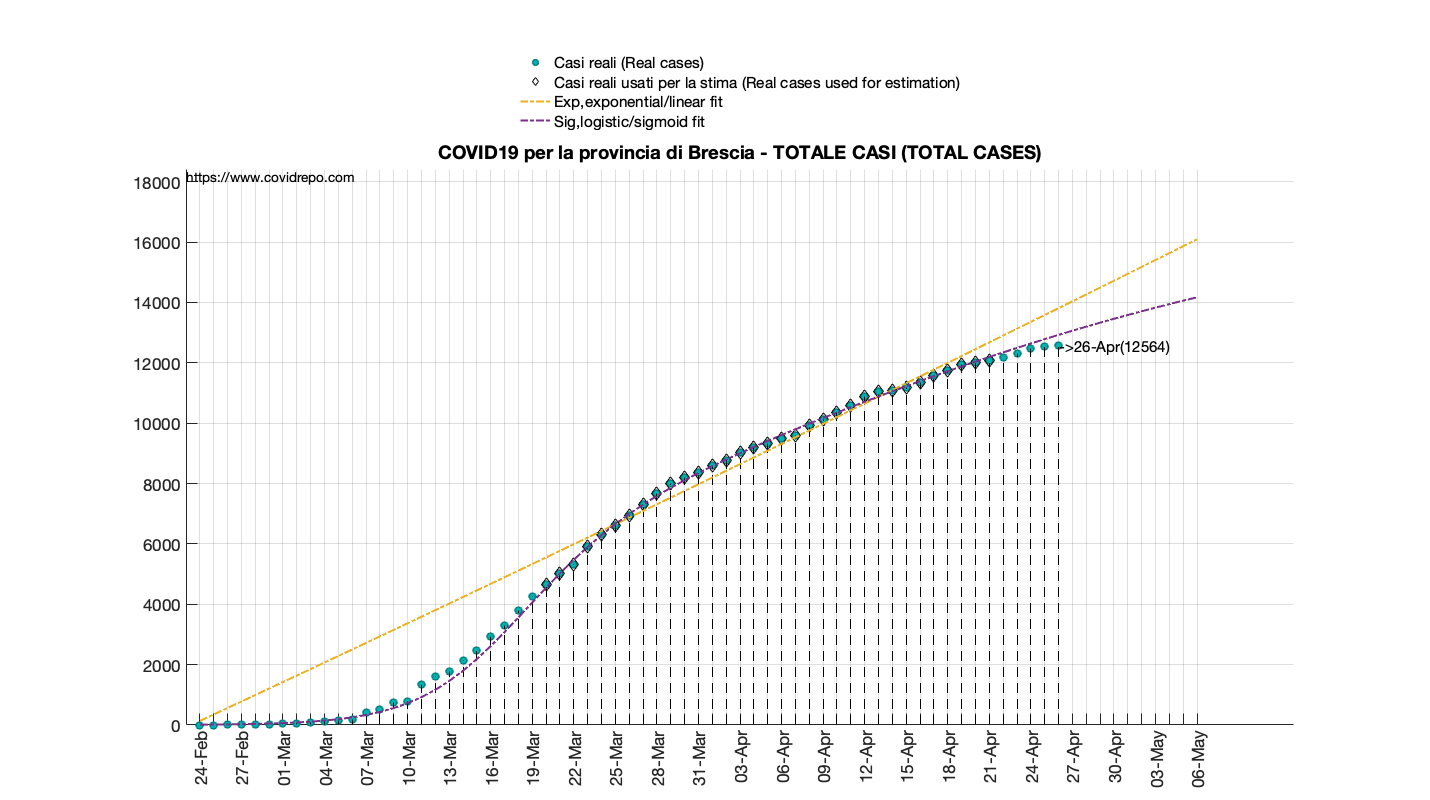 Casi reali (Real cases)
Casi reali usati per la stima (Real cases used for estimation)
Exp,exponential/linear fit
Sig,logistic/sigmoid fit
COVID19 per la provincia di Brescia - TOTALE CASI (TOTAL CASES)
https://www.covidrepo.com
18000
16000
14000
12000
10000
8000
6000
4000
2000
0
>26-Apr(12564)
24-Feb
27-Feb
01-Mar
04-Mar
07-Mar
10-Mar
13-Mar
16-Mar
19-Mar
22-Mar
25-Mar
28-Mar
31-Mar
03-Apr
06-Apr
09-Apr
12-Apr
15-Apr
18-Apr
21-Apr
24-Apr
27-Apr
30-Apr
03-May
06-May